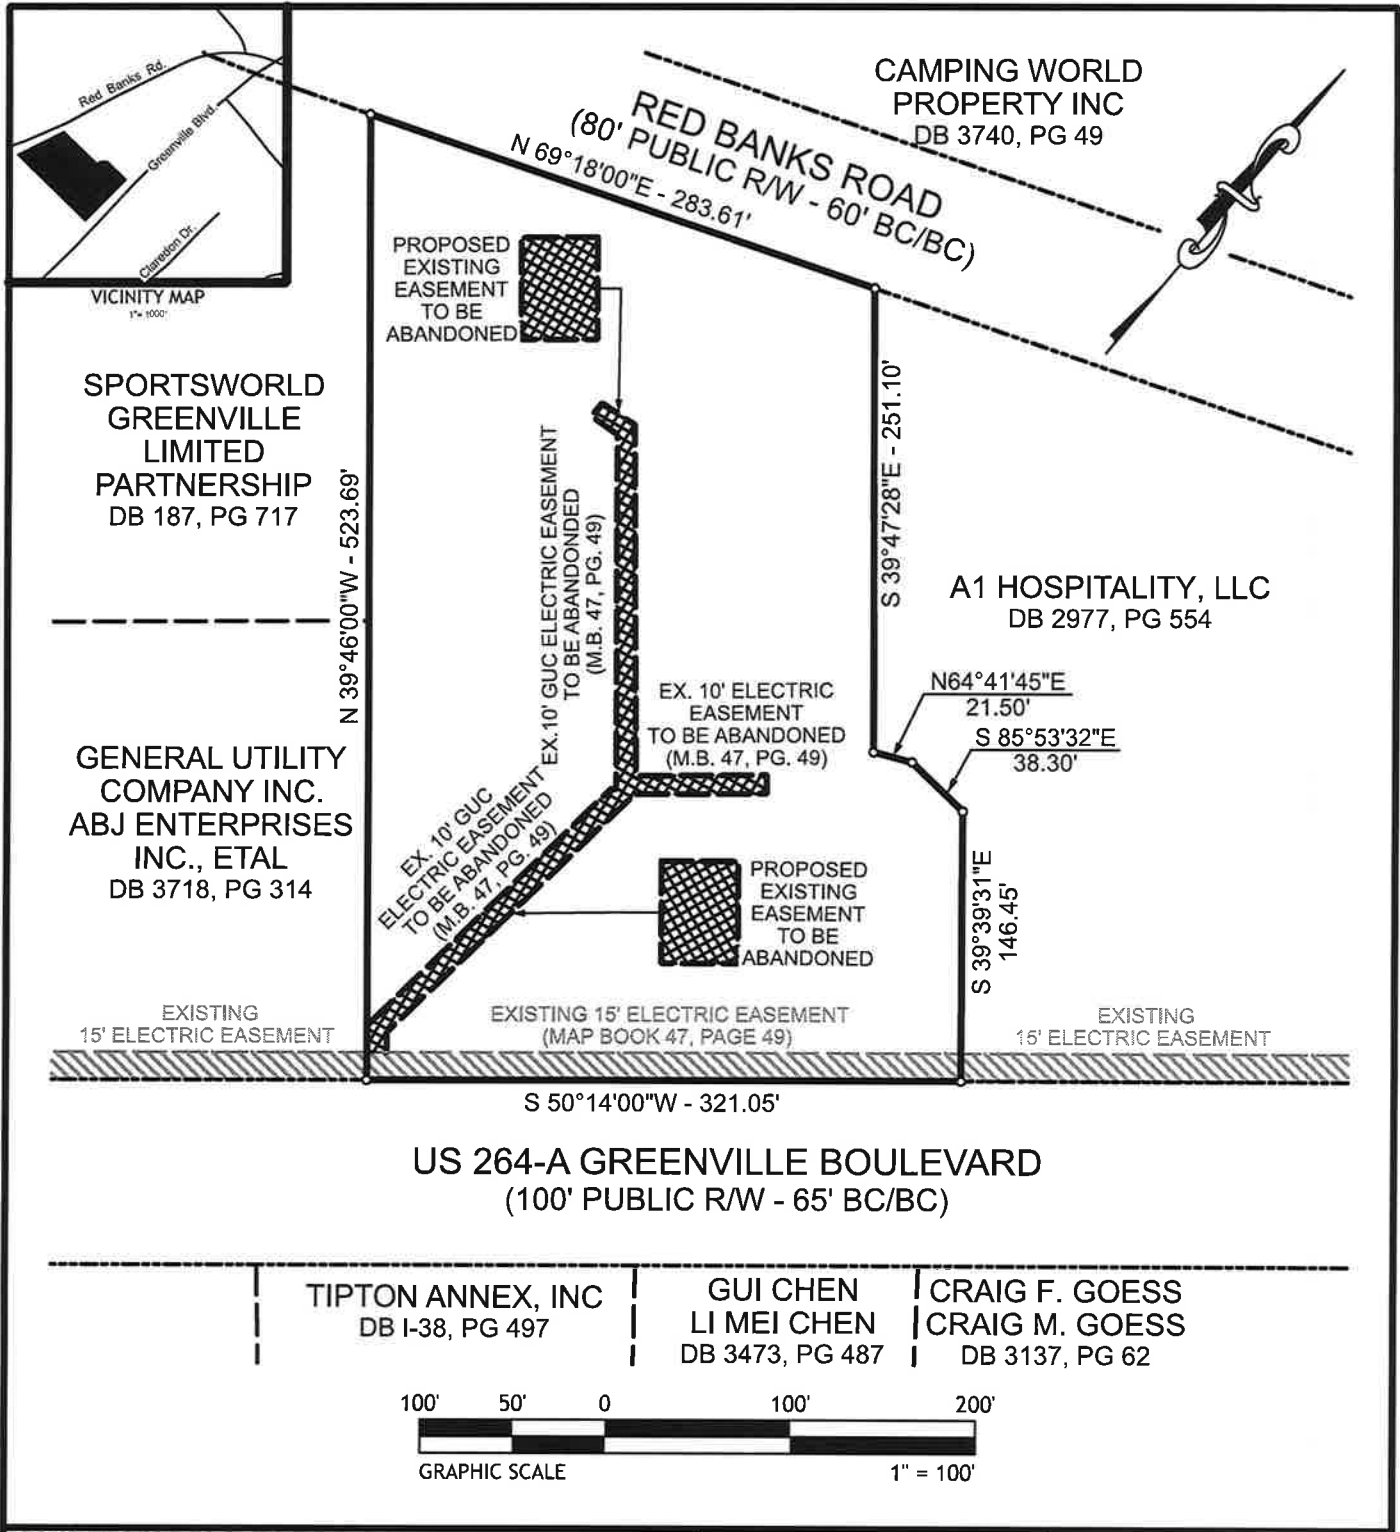 Red Banks Rd.
Greenville Blvd.
Claredon Dr.
VICINITY MAP
1"= 1000'
CAMPING WORLD
PROPERTY INC
DB 3740, PG 49
RED BANKS ROAD
(80' PUBLIC R/W - 60' BC/BC)
N 69°18'00"E - 283.61'
PROPOSED
EXISTING
EASEMENT
TO BE
ABANDONED
SPORTSWORLD
GREENVILLE
LIMITED
PARTNERSHIP
DB 187, PG 717
N 39°46'00"W - 523.69'
EX.10' GUC ELECTRIC EASEMENT
TO BE ABANDONDED
(M.B. 47, PG. 49)
S 39°47'28"E - 251.10'
A1 HOSPITALITY, LLC
DB 2977, PG 554
N64°41'45"E
21.50'
S 85°53'32"E
38.30'
EX. 10' ELECTRIC
EASEMENT
TO BE ABANDONED
(M.B. 47, PG. 49)
GENERAL UTILITY
COMPANY INC.
ABJ ENTERPRISES
INC., ETAL
DB 3718, PG 314
EX. 10' GUC
ELECTRIC EASEMENT
TO BE ABANDONED
(M.B. 47, PG. 49)
PROPOSED
EXISTING
EASEMENT
TO BE
ABANDONED
S 39°39'31"E
146.45'
EXISTING
15' ELECTRIC EASEMENT
EXISTING 15' ELECTRIC EASEMENT
(MAP BOOK 47, PAGE 49)
EXISTING
15' ELECTRIC EASEMENT
S 50°14'00"W - 321.05'
US 264-A GREENVILLE BOULEVARD
(100' PUBLIC R/W - 65' BC/BC)
TIPTON ANNEX, INC
DB I-38, PG 497
GUI CHEN
LI MEI CHEN
DB 3473, PG 487
CRAIG F. GOESS
CRAIG M. GOESS
DB 3137, PG 62
100' 50' 0 100' 200'
GRAPHIC SCALE 1" = 100'